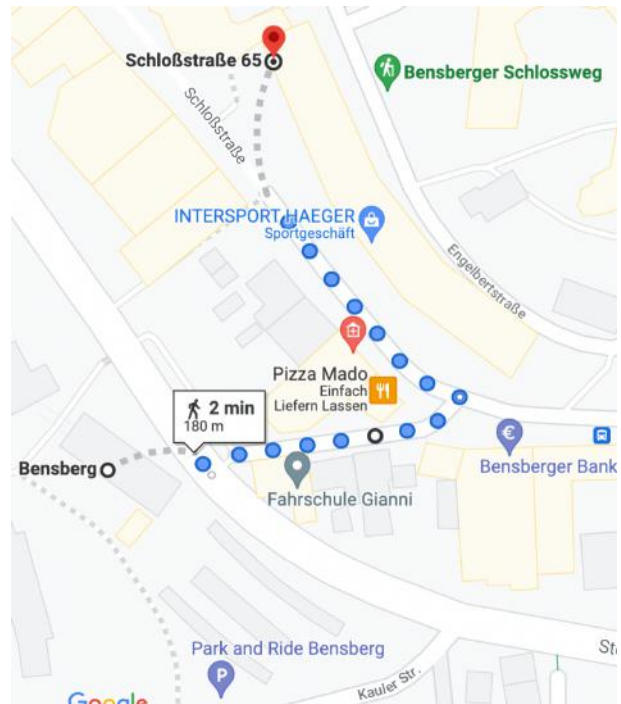 Schloßstraße 65
Bensberger Schlossweg
Schloßstraße
INTERSPORT HAEGER
Sportgeschäft
Engelbertstraße
Pizza Mado
Einfach
Liefern Lassen
2 min
180 m
€
Bensberger Bank
Bensberg
Fahrschule Gianni
Park and Ride Bensberg
P
Kauler Str.
Google